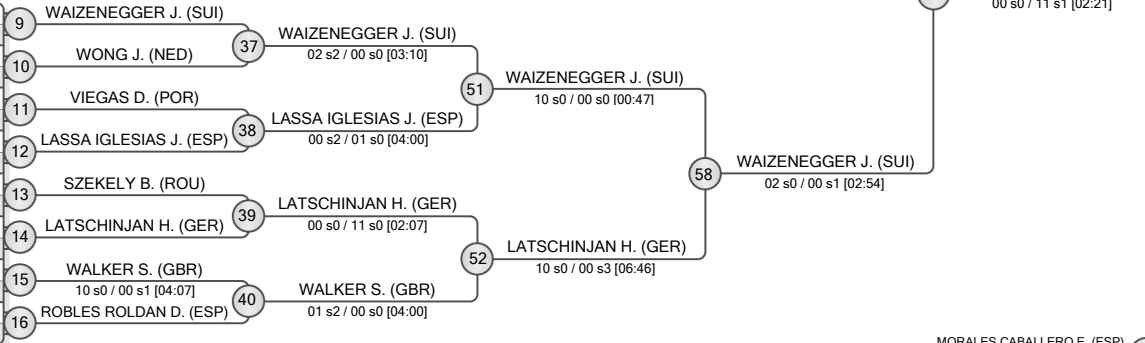 00 s0 / 11 s1 [02:21]
9
WAIZENEGGER J. (SUI)
10
WONG J. (NED)
11
VIEGAS D. (POR)
12
LASSA IGLESIAS J. (ESP)
13
SZEKELY B. (ROU)
14
LATSCHINJAN H. (GER)
15
WALKER S. (GBR)
10 s0 / 00 s1 [04:07]
16
ROBLES ROLDAN D. (ESP)
37
WAIZENEGGER J. (SUI)
02 s2 / 00 s0 [03:10]
38
LASSA IGLESIAS J. (ESP)
00 s2 / 01 s0 [04:00]
39
LATSCHINJAN H. (GER)
00 s0 / 11 s0 [02:07]
40
WALKER S. (GBR)
01 s2 / 00 s0 [04:00]
51
WAIZENEGGER J. (SUI)
10 s0 / 00 s0 [00:47]
52
LATSCHINJAN H. (GER)
10 s0 / 00 s3 [06:46]
58
WAIZENEGGER J. (SUI)
02 s0 / 00 s1 [02:54]
MORALES CABALLERO E. (ESP)